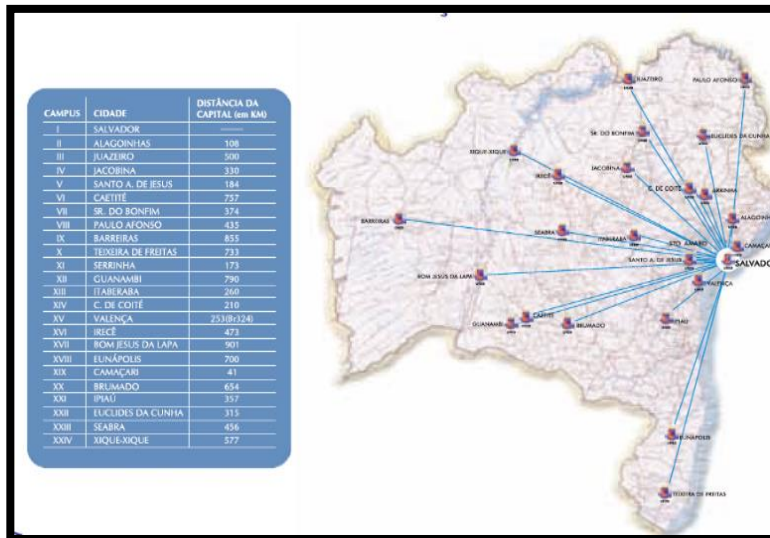 CAMPUS CIDADE DISTÂNCIA DA CAPITAL (em KM)
I SALVADOR ——
II ALAGOINHAS 108
III JUAZEIRO 500
IV JACOBINA 330
V SANTO A. DE JESUS 184
VI CAETITÉ 757
VII SR. DO BONFIM 374
VIII PAULO AFONSO 435
IX BARREIRAS 855
X TEIXEIRA DE FREITAS 733
XI SERRINHA 173
XII GUANAMBI 790
XIII ITABERABA 260
XIV C. DE COITÉ 210
XV VALENÇA 253(Br324)
XVI IRECÊ 473
XVII BOM JESUS DA LAPA 901
XVIII EUNÁPOLIS 700
XIX CAMAÇARI 41
XX BRUMADO 654
XXI IPIAÚ 357
XXII EUCLIDES DA CUNHA 315
XXIII SEABRA 456
XXIV XIQUE-XIQUE 577
JUAZEIRO
PAULO AFONSO
SR. DO BONFIM
EUCLIDES DA CUNHA
XIQUE-XIQUE
JACOBINA
IRECÊ
C. DE COITÉ
ALAGOINH
BARREIRAS
SEABRA
ITABERABA
STO. AMARO
CAMAÇAR
SANTO A. DE JESUS
SALVADO
BOM JESUS DA LAPA
VALENÇA
GUANAMBI
CAETITÉ
BRUMADO
IPIAÚ
EUNÁPOLIS
TEIXEIRA DE FREITAS